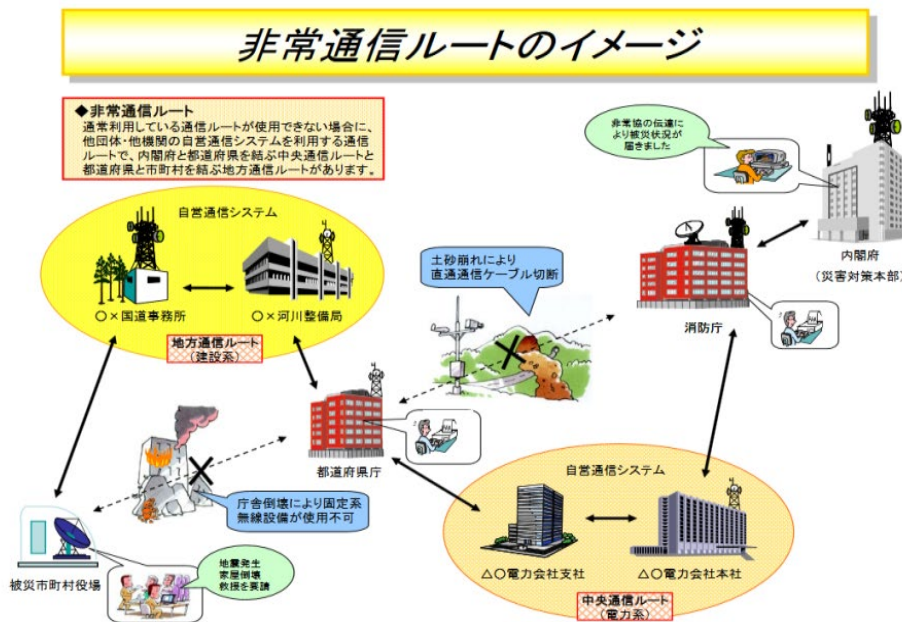 非常通信ルートのイメージ
◆非常通信ルート
通常利用している通信ルートが使用できない場合に、
他団体・他機関の自営通信システムを利用する通信
ルートで、内閣府と都道府県を結ぶ中央通信ルートと
都道府県と市町村を結ぶ地方通信ルートがあります。
非常協の伝達に
より被災状況が
届きました
内閣府
（災害対策本部）
自営通信システム
○×国道事務所
○×河川整備局
地方通信ルート
（建設系）
土砂崩れにより
直通通信ケーブル切断
消防庁
都道府県庁
庁舎倒壊により固定系
無線設備が使用不可
自営通信システム
△○電力会社支社
△○電力会社本社
中央通信ルート
（電力系）
被災市町村役場
地震発生
家屋倒壊
救援を要請